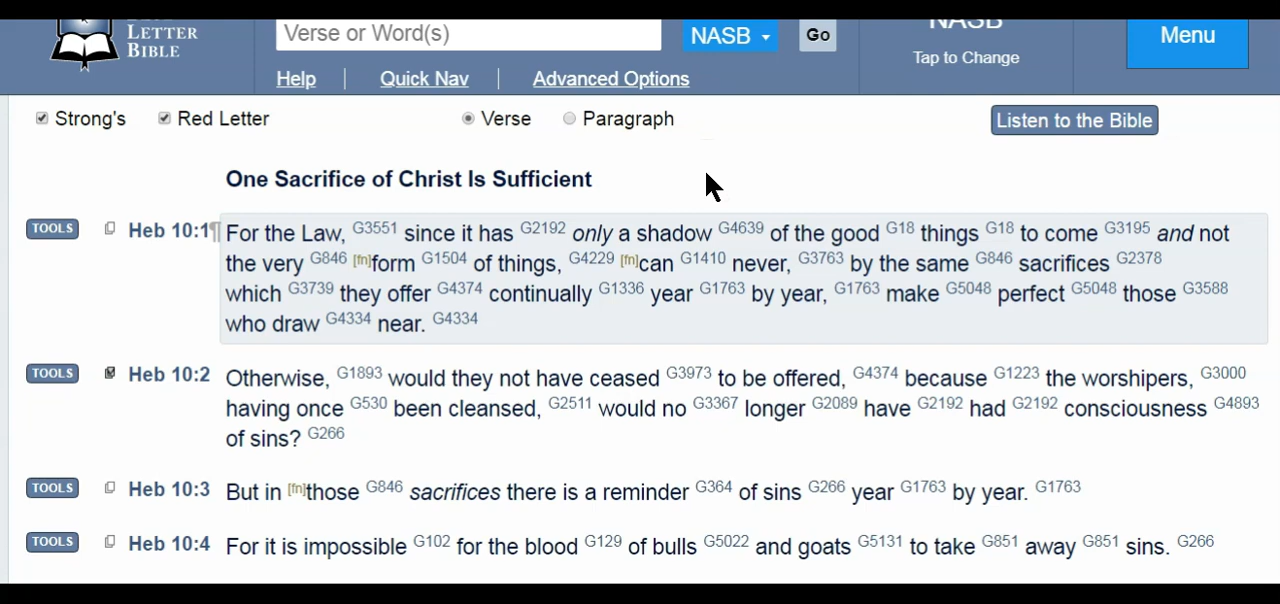 LETTER
BIBLE
Verse or Word(s)
NASB
Go
NASB
Tap to Change
Menu
Help | Quick Nav | Advanced Options
Strong's Red Letter Verse Paragraph Listen to the Bible
One Sacrifice of Christ Is Sufficient
TOOLS Heb 10:1 ¶ For the Law, G3551 since it has G2192 only a shadow G4639 of the good G18 things G18 to come G3195 and not
the very G846 [fn]form G1504 of things, G4229 [fn]can G1410 never, G3763 by the same G846 sacrifices G2378
which G3739 they offer G4374 continually G1336 year G1763 by year, G1763 make G5048 perfect G5048 those G3588
who draw G4334 near. G4334
TOOLS Heb 10:2 Otherwise, G1893 would they not have ceased G3973 to be offered, G4374 because G1223 the worshipers, G3000
having once G530 been cleansed, G2511 would no G3367 longer G2089 have G2192 had G2192 consciousness G4893
of sins? G266
TOOLS Heb 10:3 But in [fn]those G846 sacrifices there is a reminder G364 of sins G266 year G1763 by year. G1763
TOOLS Heb 10:4 For it is impossible G102 for the blood G129 of bulls G5022 and goats G5131 to take G851 away G851 sins. G266